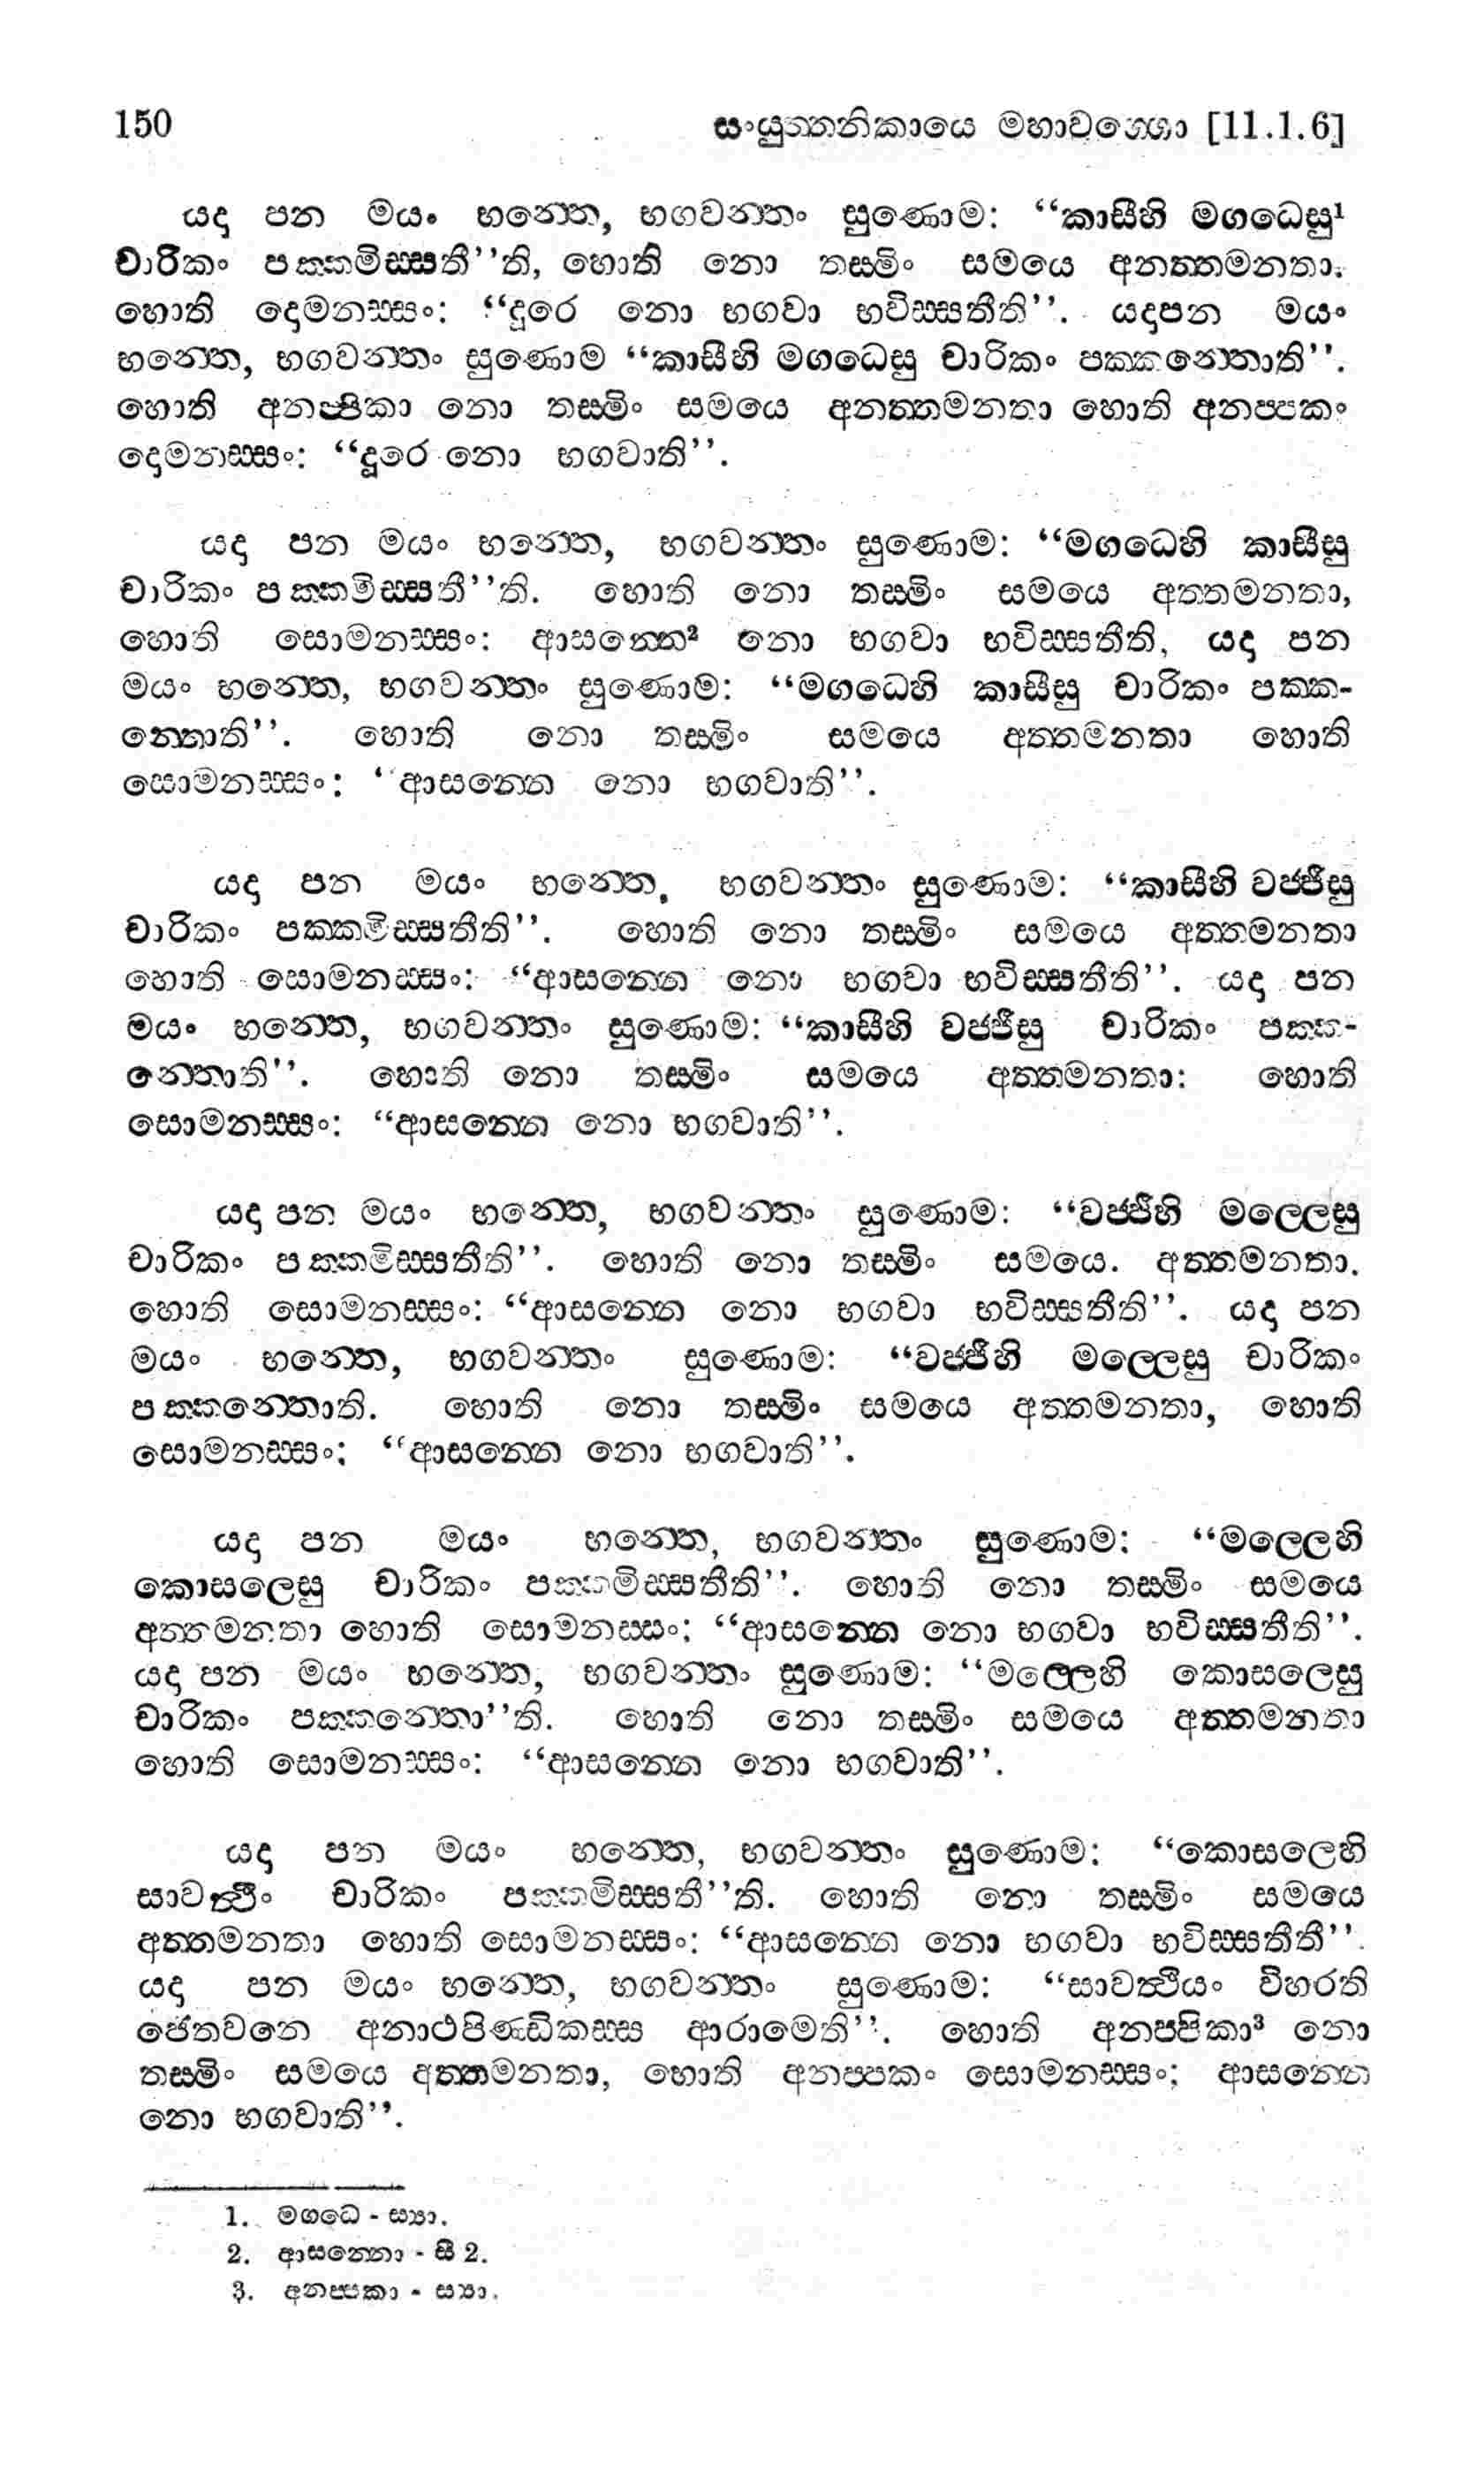 150 සංයුත්තනිකායෙ මහාවග්ගො [11.1.6]
යදා පන මයං භන්තෙ, භගවන්තං සුණොම: “කාසීහි මගධෙසු¹
චාරිකං පක්කමිස්සතී’’ති, හොති නො තස්මිං සමයෙ අනත්තමනතා.
හොති දොමනස්සං: “දූරෙ නො භගවා භවිස්සතීති’’. යදාපන මයං
භන්තෙ, භගවන්තං සුණොම “කාසීහි මගධෙසු චාරිකං පක්කන්තොති’’.
හොති අනප්පිකා නො තස්මිං සමයෙ අනත්තමනතා හොති අනප්පකං
දොමනස්සං: “දූරෙ නො භගවාති’’.
යදා පන මයං භන්තෙ, භගවන්තං සුණොම: “මගධෙහි කාසීසු
චාරිකං පක්කමිස්සතී’’ති. හොති නො තස්මිං සමයෙ අත්තමනතා,
හොති සොමනස්සං: ආසන්නෙ² නො භගවා භවිස්සතීති, යදා පන
මයං භන්තෙ, භගවන්තං සුණොම: “මගධෙහි කාසීසු චාරිකං පක්ක-
න්තොති’’. හොති නො තස්මිං සමයෙ අත්තමනතා හොති
සොමනස්සං: “ආසන්නෙ නො භගවාති’’.
යදා පන මයං භන්තෙ, භගවන්තං සුණොම: “කාසීහි වජ්ජීසු
චාරිකං පක්කමිස්සතීති’’. හොති නො තස්මිං සමයෙ අත්තමනතා
හොති සොමනස්සං: “ආසන්නෙ නො භගවා භවිස්සතීති’’. යදා පන
මයං භන්තෙ, භගවන්තං සුණොම: “කාසීහි වජ්ජීසු චාරිකං පක්ක-
න්තොති’’. හොති නො තස්මිං සමයෙ අත්තමනතා: හොති
සොමනස්සං: “ආසන්නෙ නො භගවාති’’.
යදා පන මයං භන්තෙ, භගවන්තං සුණොම: “වජ්ජීහි මල්ලෙසු
චාරිකං පක්කමිස්සතීති’’. හොති නො තස්මිං සමයෙ. අත්තමනතා.
හොති සොමනස්සං: “ආසන්නෙ නො භගවා භවිස්සතීති’’. යදා පන
මයං භන්තෙ, භගවන්තං සුණොම: “වජ්ජීහි මල්ලෙසු චාරිකං
පක්කන්තොති. හොති නො තස්මිං සමයෙ අත්තමනතා, හොති
සොමනස්සං; “ආසන්නෙ නො භගවාති’’.
යදා පන මයං භන්තෙ, භගවන්තං සුණොම: “මල්ලෙහි
කොසලෙසු චාරිකං පක්කමිස්සතීති’’. හොති නො තස්මිං සමයෙ
අත්තමනතා හොති සොමනස්සං; “ආසන්නෙ නො භගවා භවිස්සතීති’’.
යදා පන මයං භන්තෙ, භගවන්තං සුණොම: “මල්ලෙහි කොසලෙසු
චාරිකං පක්කන්තො’’ති. හොති නො තස්මිං සමයෙ අත්තමනතා
හොති සොමනස්සං: “ආසන්නෙ නො භගවාති’’.
යදා පන මයං භන්තෙ, භගවන්තං සුණොම: “කොසලෙහි
සාවත්ථිං චාරිකං පක්කමිස්සතී’’ති. හොති නො තස්මිං සමයෙ
අත්තමනතා හොති සොමනස්සං: “ආසන්නෙ නො භගවා භවිස්සතීතී’’.
යදා පන මයං භන්තෙ, භගවන්තං සුණොම: “සාවත්ථියං විහරති
ජේතවනෙ අනාථපිණ්ඩිකස්ස ආරාමෙති’’. හොති අනප්පිකා³ නො
තස්මිං සමයෙ අත්තමනතා, හොති අනප්පකං සොමනස්සං; ආසන්නෙ
නො භගවාති’’.
1. මගධෙ - ස්‍යා.
2. ආසන්නො - සී 2.
3. අනප්පකා - ස්‍යා.